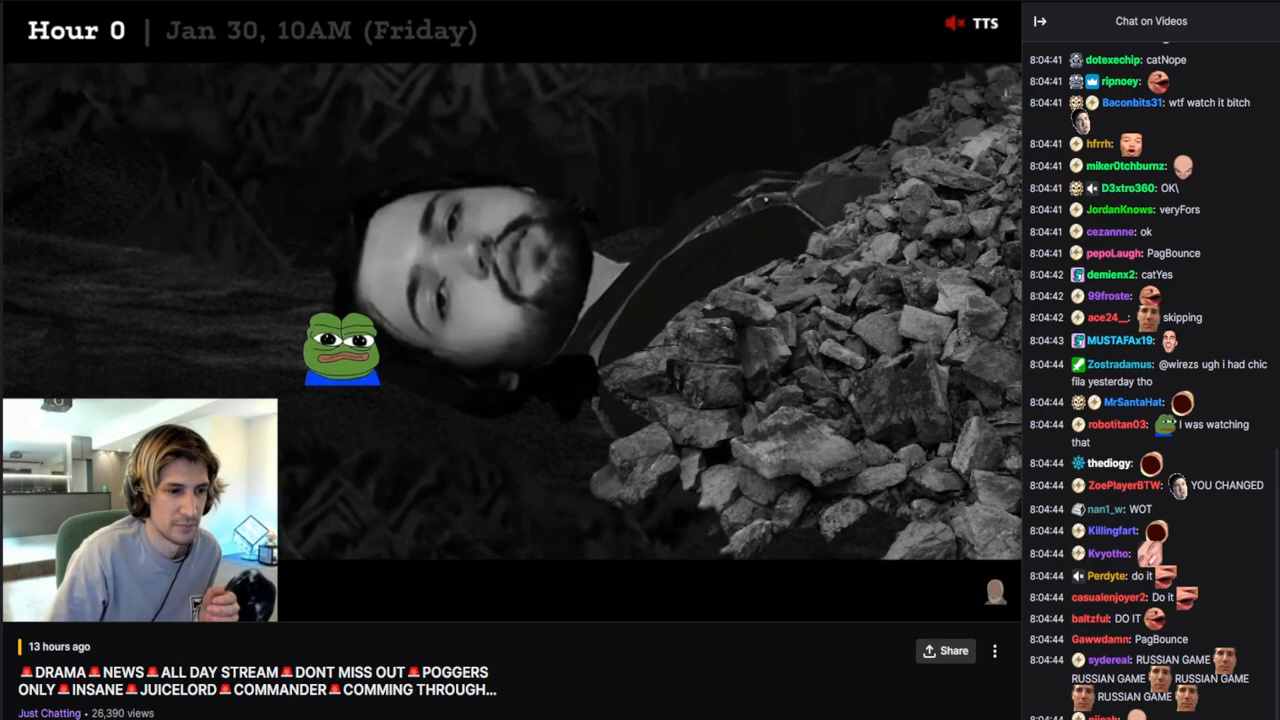 Hour 0 | Jan 30, 10AM (Friday)
TTS
Chat on Videos
8:04:41 dotexechip: catNope
8:04:41 ripnoey:
8:04:41 Baconbits31: wtf watch it bitch
8:04:41 hfrrh:
8:04:41 miker0tchburnz:
8:04:41 D3xtro360: OK\
8:04:41 JordanKnows: veryFors
8:04:41 cezannne: ok
8:04:41 pepoLaugh: PagBounce
8:04:42 demienx2: catYes
8:04:42 99froste:
8:04:42 ace24__: skipping
8:04:43 MUSTAFAx19:
8:04:44 Zostradamus: @wirezs ugh i had chic
fila yesterday tho
8:04:44 MrSantaHat:
8:04:44 robotitan03: I was watching
that
8:04:44 thediogy:
8:04:44 ZoePlayerBTW: YOU CHANGED
8:04:44 nan1_w: WOT
8:04:44 Killingfart:
8:04:44 Kvyotho:
8:04:44 Perdyte: do it
8:04:44 casualenjoyer2: Do it
8:04:44 baltzful: DO IT
8:04:44 Gawwdamn: PagBounce
8:04:44 sydereal: RUSSIAN GAME
RUSSIAN GAME RUSSIAN GAME
RUSSIAN GAME
13 hours ago
Share
DRAMA NEWS ALL DAY STREAM DONT MISS OUT POGGERS
ONLY INSANE JUICELORD COMMANDER COMMING THROUGH...
Just Chatting • 26,390 views